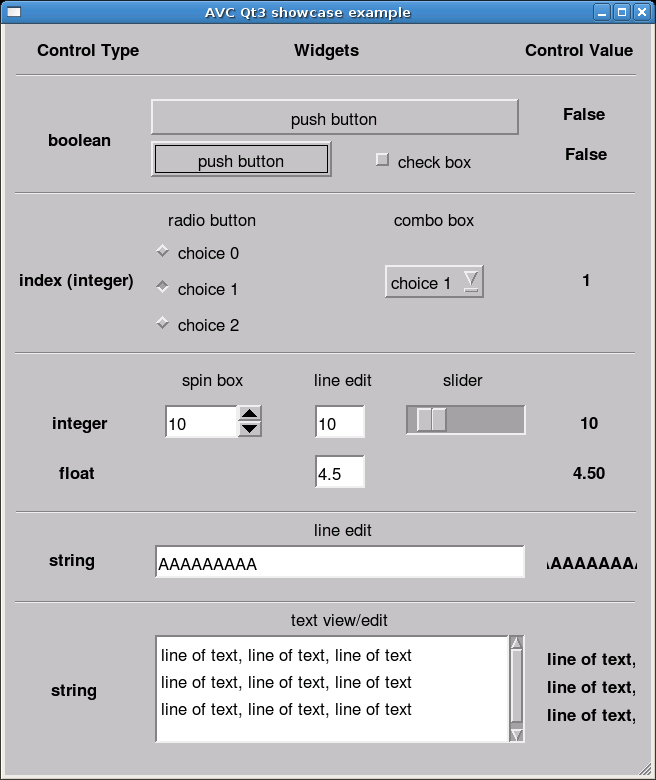 AVC Qt3 showcase example
Control Type Widgets Control Value
push button False
boolean
push button check box False
radio button combo box
choice 0
index (integer) choice 1 choice 1 1
choice 2
spin box line edit slider
integer 10 10 10
float 4.5 4.50
line edit
string AAAAAAAAA AAAAAAAA
text view/edit
line of text, line of text, line of text line of text,
string line of text, line of text, line of text line of text,
line of text, line of text, line of text line of text,